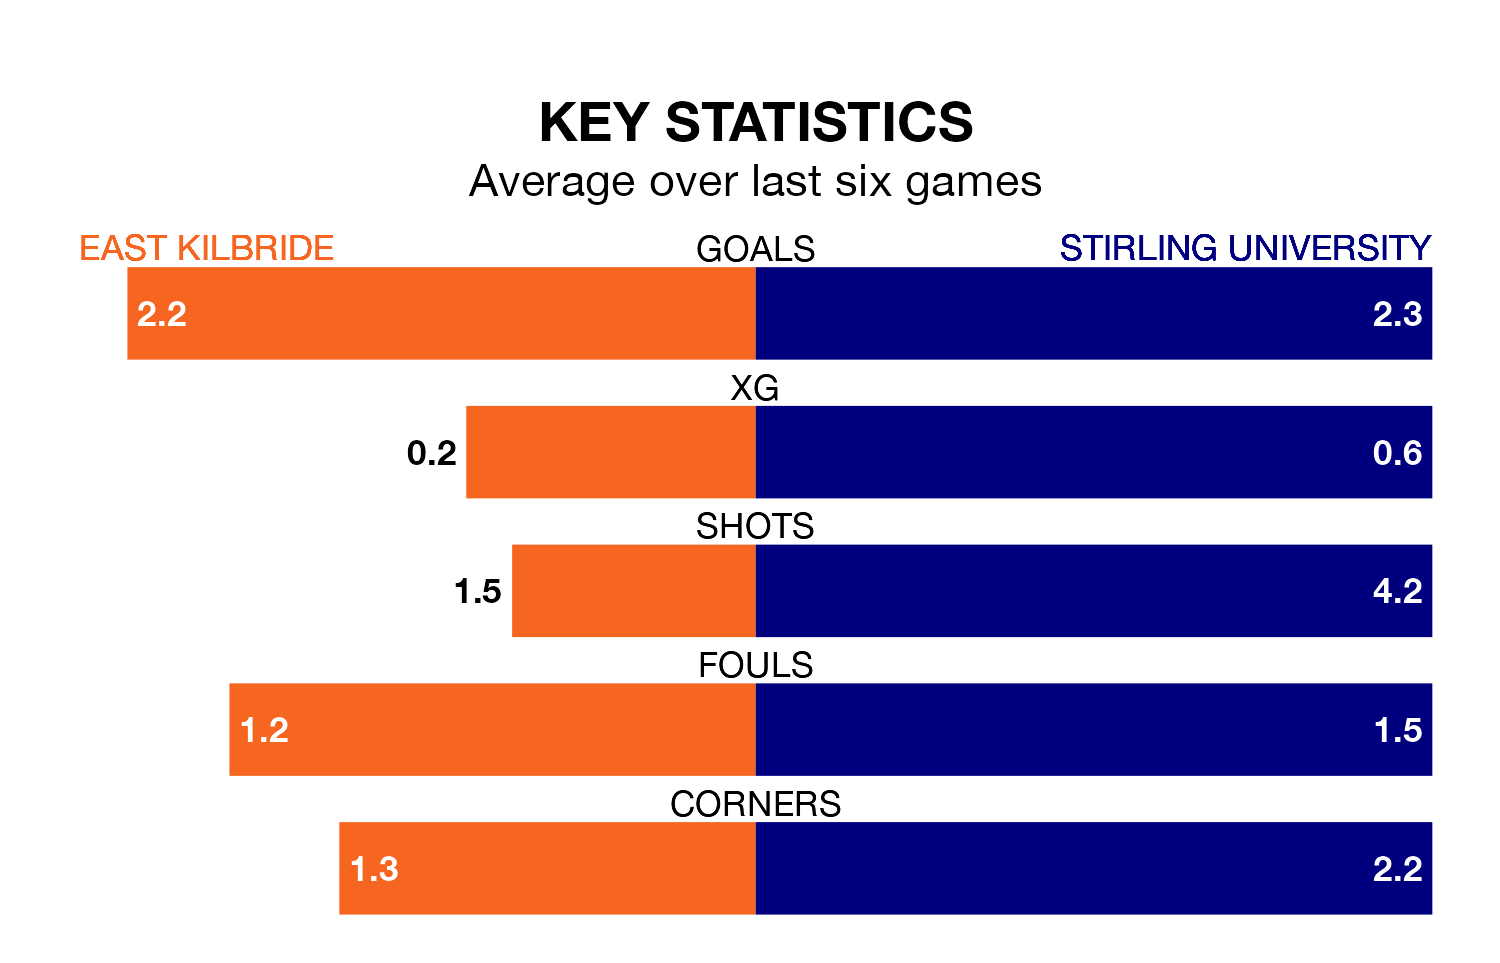 KEY STATISTICS
Average over last six games
EAST KILBRIDE GOALS STIRLING UNIVERSITY
2.2 2.3
XG
0.2 0.6
SHOTS
1.5 4.2
FOULS
1.2 1.5
CORNERS
1.3 2.2